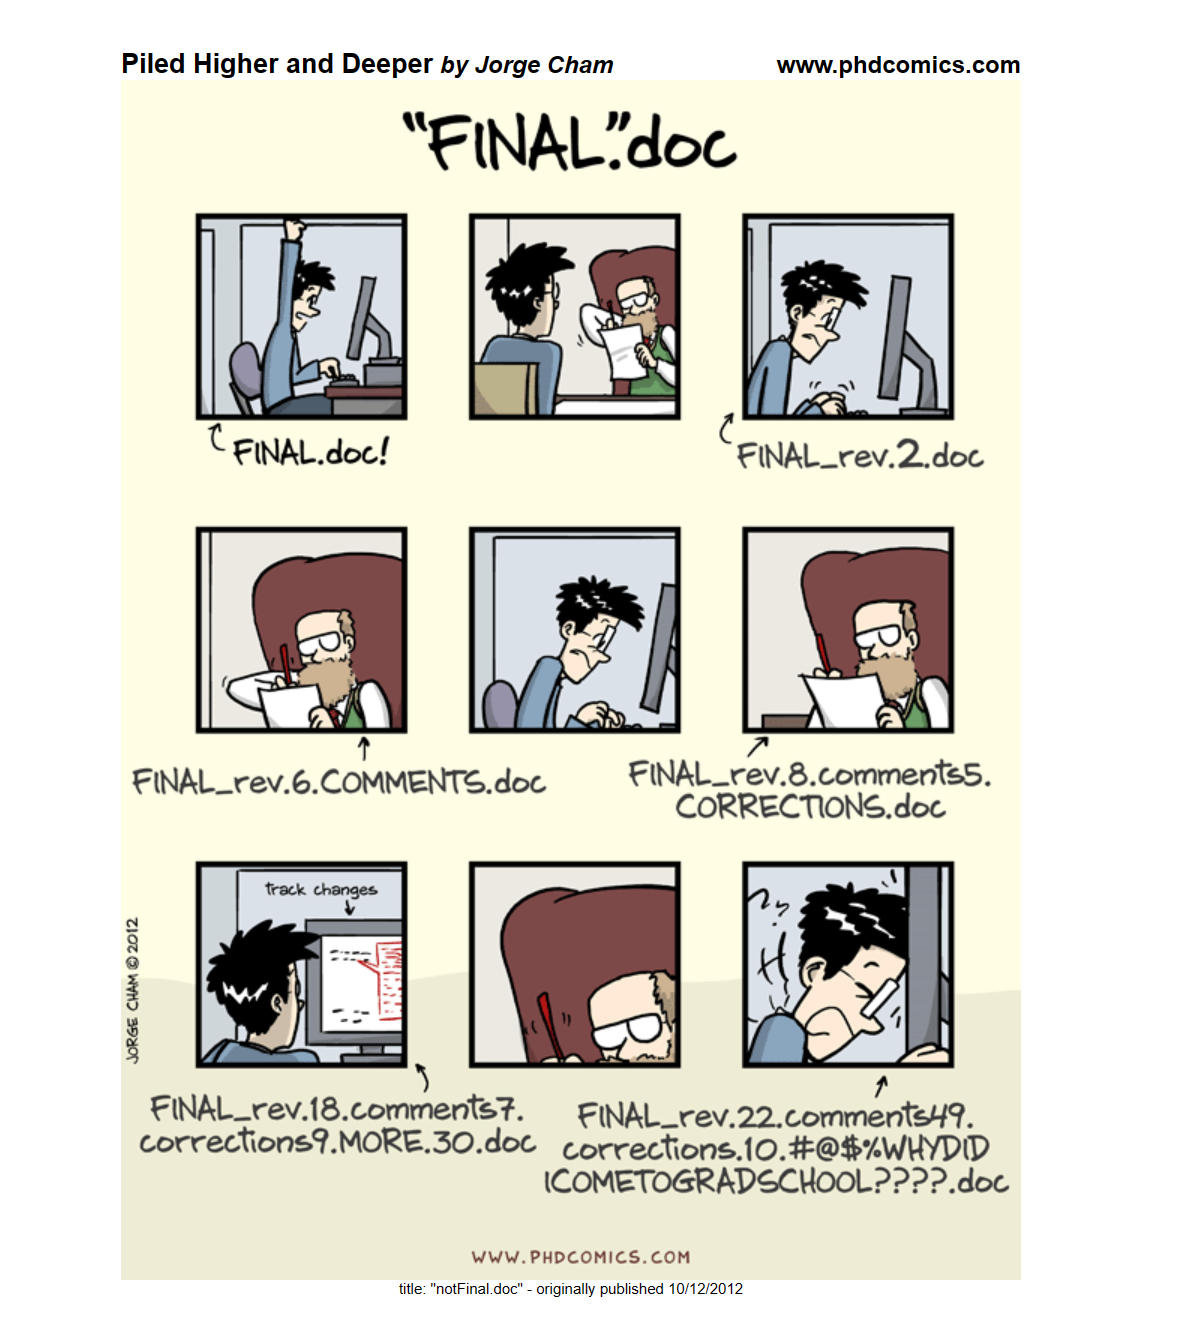 Piled Higher and Deeper by Jorge Cham
www.phdcomics.com
"FINAL".doc
FINAL.doc!
FINAL_rev.2.doc
FINAL_rev.6.COMMENTS.doc
FINAL_rev.8.comments5.
CORRECTIONS.doc
track changes
FINAL_rev.18.comments7.
corrections9.MORE.30.doc
FINAL_rev.22.comments49.
corrections.10.#@$%WHYDID
ICOMETOGRADSCHOOL????.doc
JORGE CHAM © 2012
WWW.PHDCOMICS.COM
title: "notFinal.doc" - originally published 10/12/2012